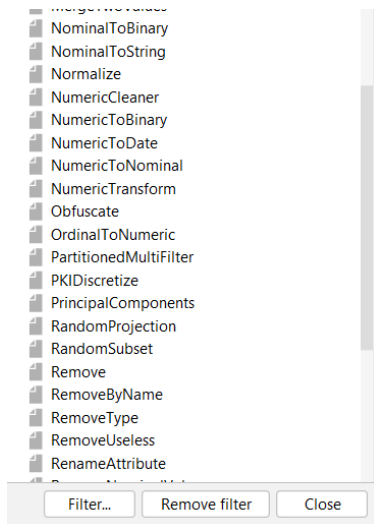 MergeTwoValues
NominalToBinary
NominalToString
Normalize
NumericCleaner
NumericToBinary
NumericToDate
NumericToNominal
NumericTransform
Obfuscate
OrdinalToNumeric
PartitionedMultiFilter
PKIDiscretize
PrincipalComponents
RandomProjection
RandomSubset
Remove
RemoveByName
RemoveType
RemoveUseless
RenameAttribute
Filter... Remove filter Close